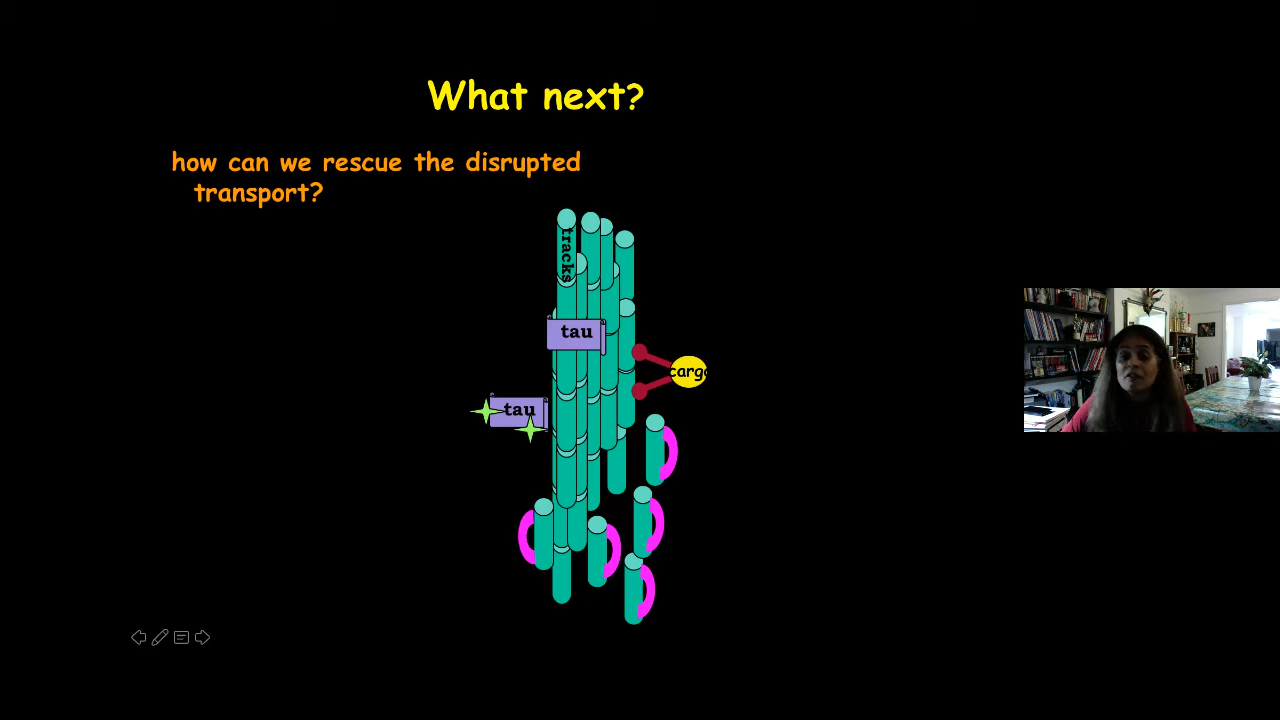 What next?
how can we rescue the disrupted
transport?
tracks
tau
cargo
tau